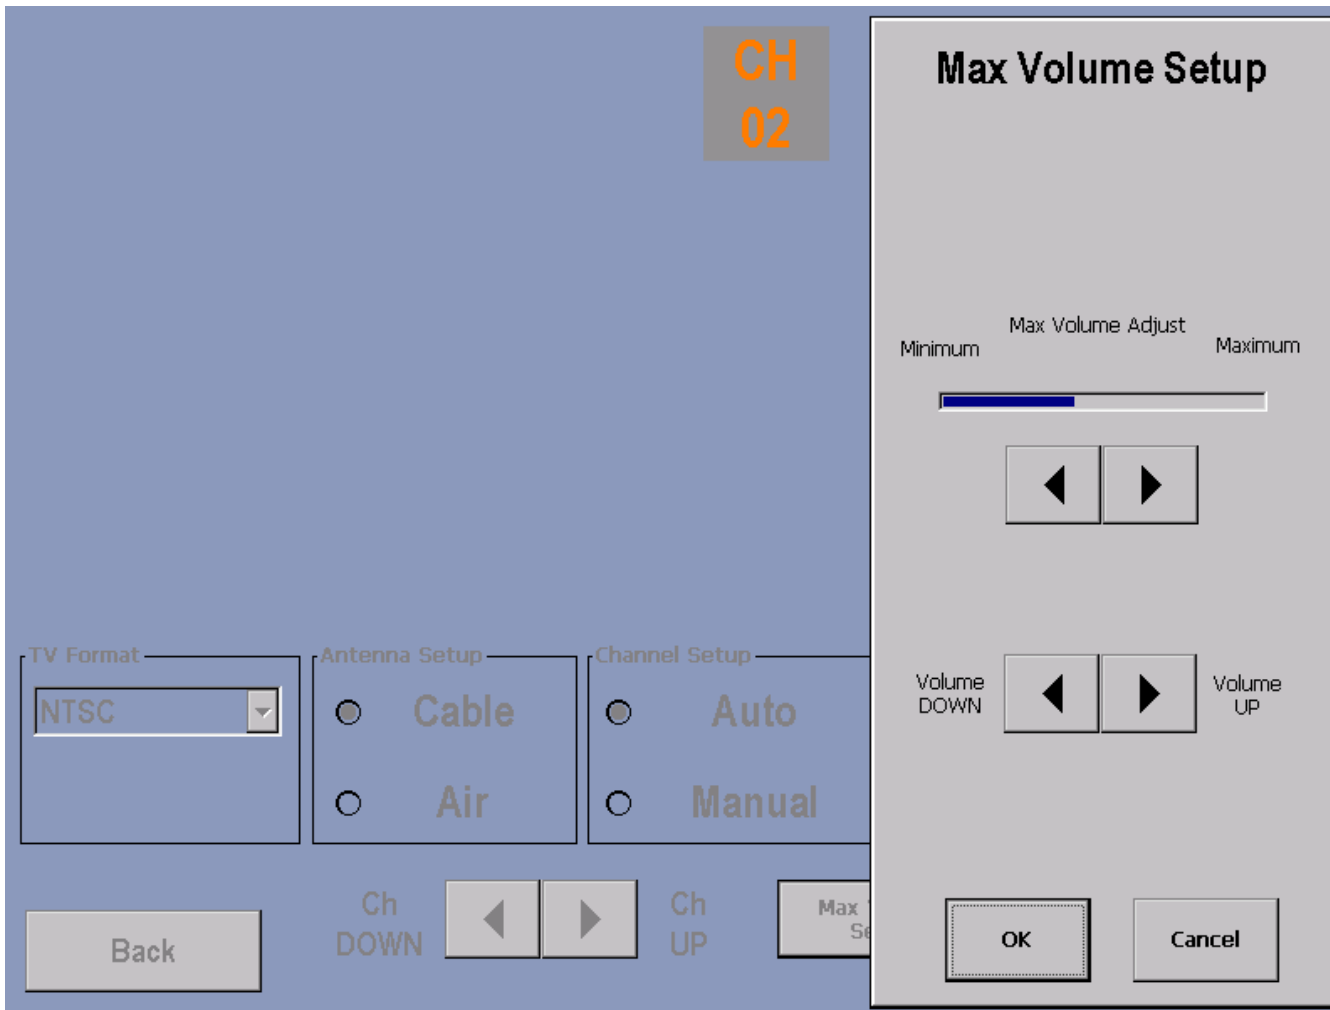 CH
02
Max Volume Setup
Max Volume Adjust
Minimum
Maximum
TV Format
NTSC
Antenna Setup
Cable
Air
Channel Setup
Auto
Manual
Volume
DOWN
Volume
UP
Back
Ch
DOWN
Ch
UP
Max
OK
Cancel